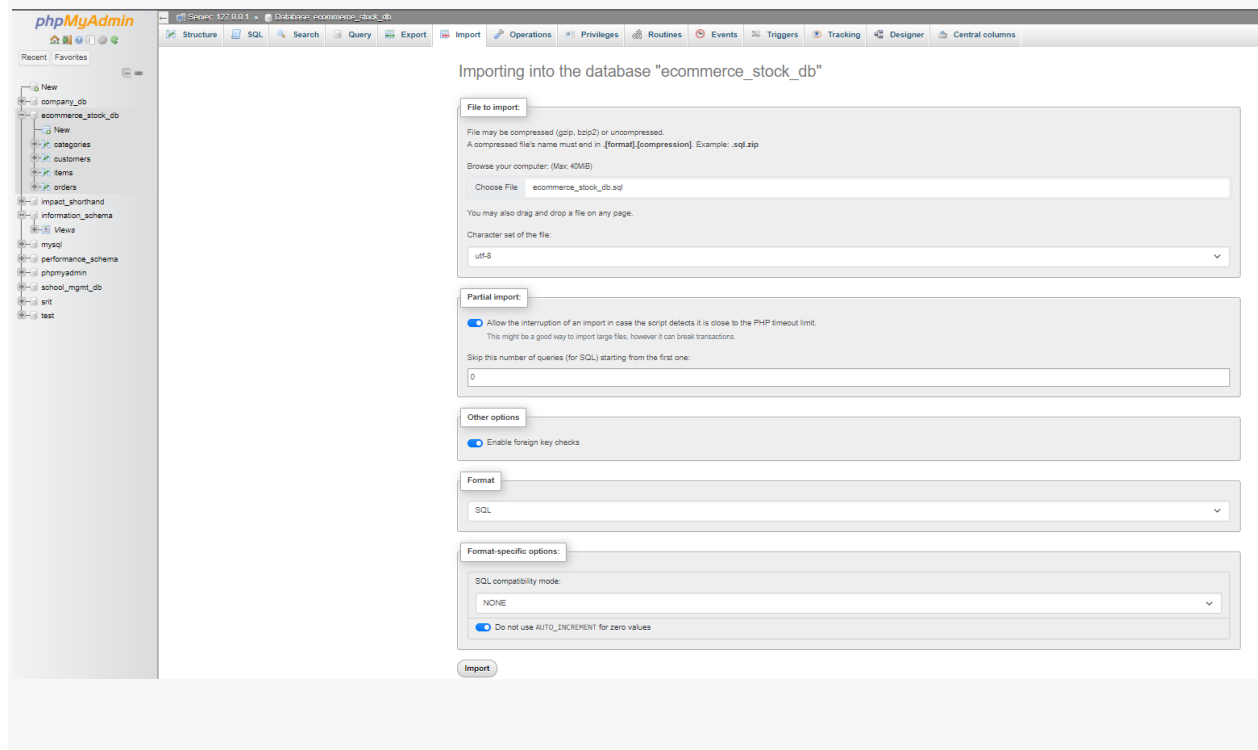 phpMyAdmin
Recent Favorites
New
company_db
ecommerce_stock_db
New
categories
customers
items
orders
impact_shorthand
information_schema
Views
mysql
performance_schema
phpmyadmin
school_mgmt_db
srit
test
Server: 127.0.0.1 » Database: ecommerce_stock_db
Structure SQL Search Query Export Import Operations Privileges Routines Events Triggers Tracking Designer Central columns
Importing into the database "ecommerce_stock_db"
File to import:
File may be compressed (gzip, bzip2) or uncompressed.
A compressed file's name must end in .[format].[compression]. Example: .sql.zip
Browse your computer: (Max: 40MiB)
Choose File ecommerce_stock_db.sql
You may also drag and drop a file on any page.
Character set of the file:
utf-8
Partial import:
Allow the interruption of an import in case the script detects it is close to the PHP timeout limit.
This might be a good way to import large files, however it can break transactions.
Skip this number of queries (for SQL) starting from the first one:
0
Other options
Enable foreign key checks
Format
SQL
Format-specific options:
SQL compatibility mode:
NONE
Do not use AUTO_INCREMENT for zero values
Import